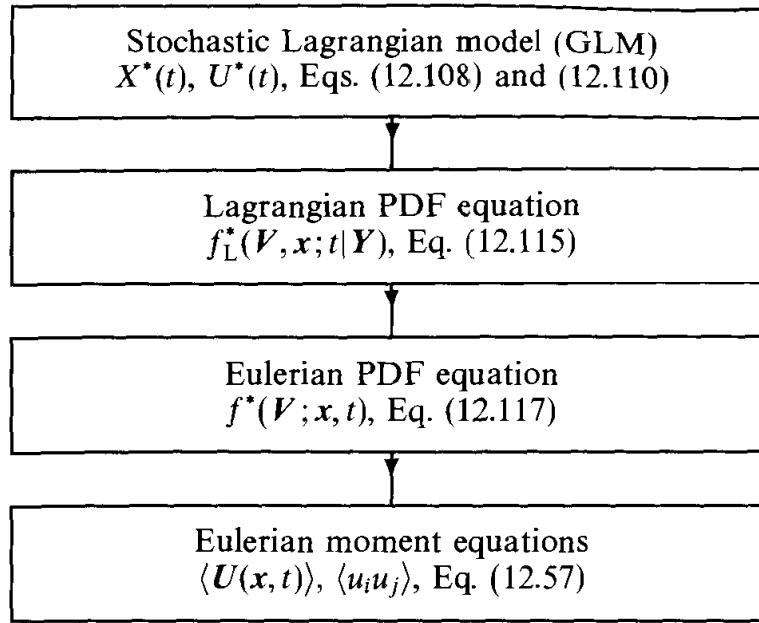 Stochastic Lagrangian model (GLM)
X*(t), U*(t), Eqs. (12.108) and (12.110)
Lagrangian PDF equation
f*L(V, x; t|Y), Eq. (12.115)
Eulerian PDF equation
f*(V; x, t), Eq. (12.117)
Eulerian moment equations
⟨U(x, t)⟩, ⟨uiuj⟩, Eq. (12.57)